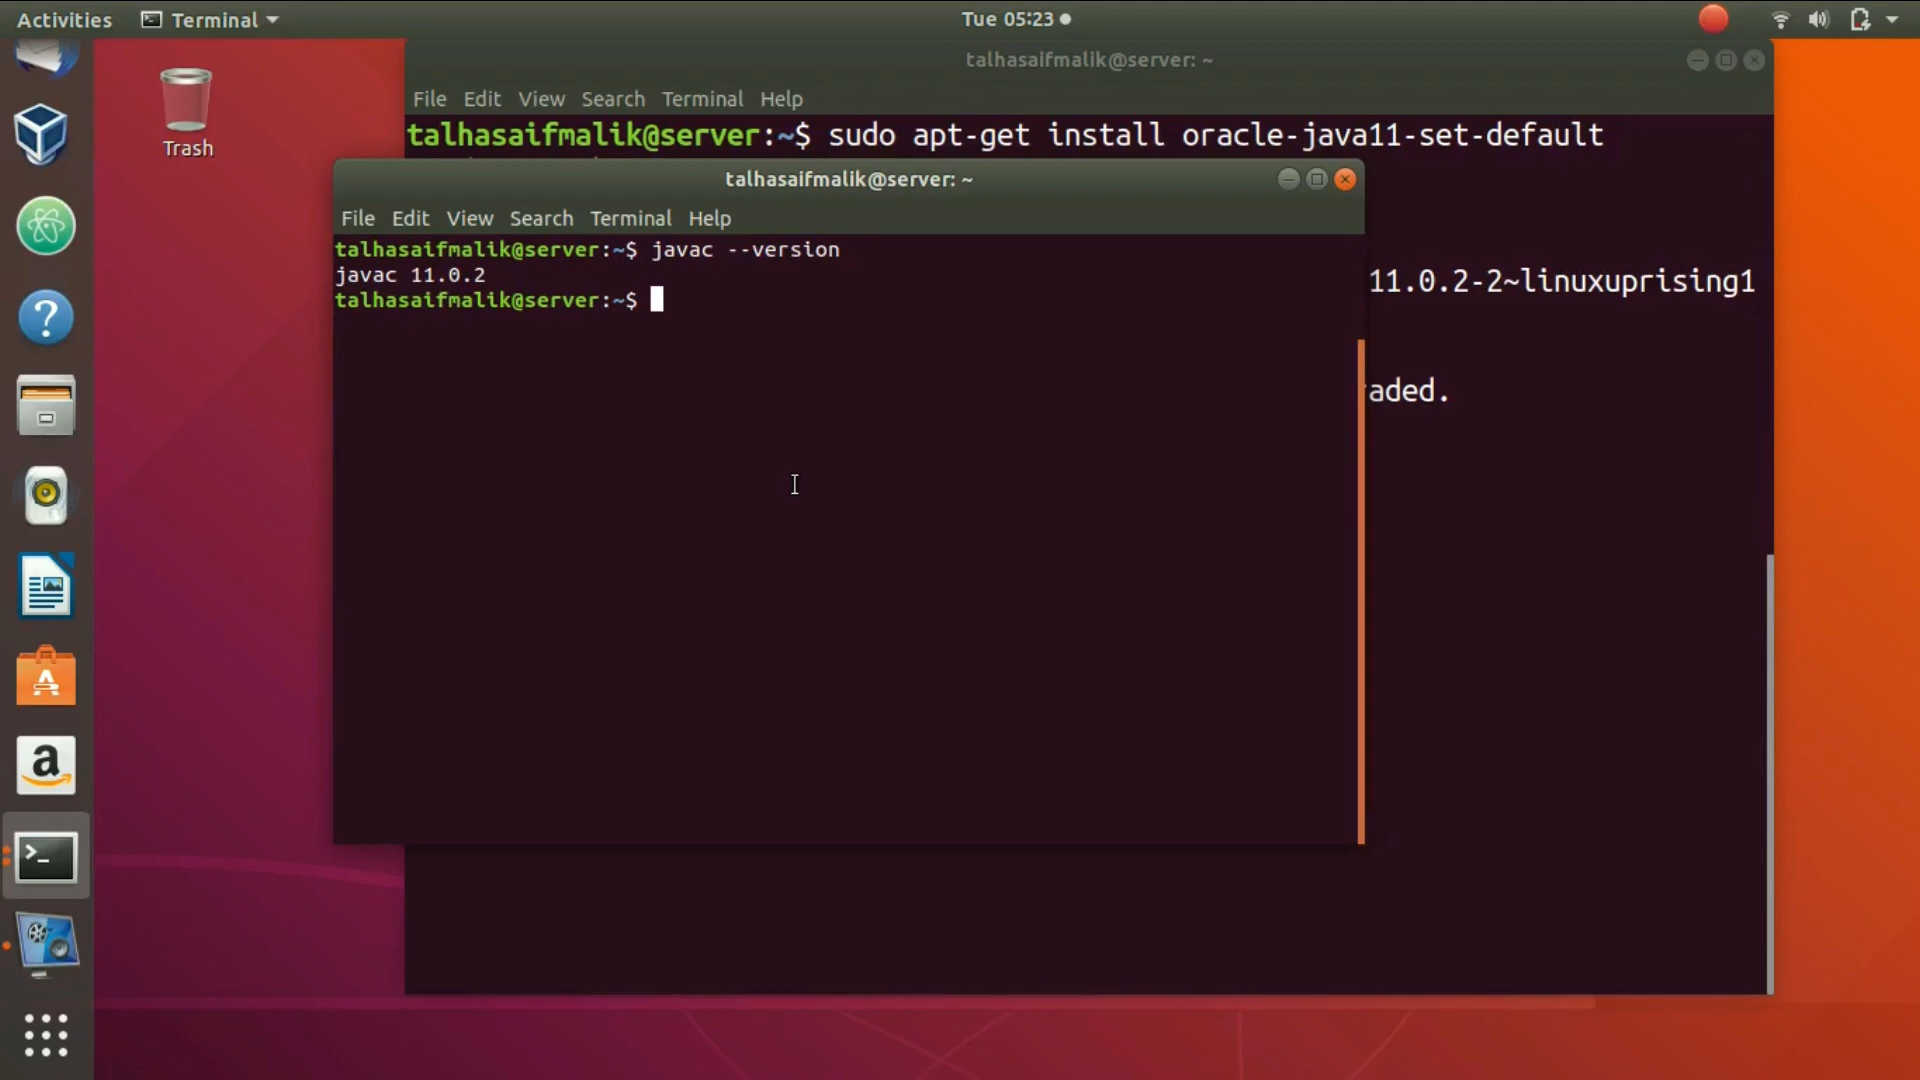 Activities Terminal Tue 05:23
Trash
talhasaifmalik@server: ~
File Edit View Search Terminal Help
talhasaifmalik@server:~$ sudo apt-get install oracle-java11-set-default
talhasaifmalik@server: ~
File Edit View Search Terminal Help
talhasaifmalik@server:~$ javac --version
javac 11.0.2
talhasaifmalik@server:~$
11.0.2-2~linuxuprising1
aded.